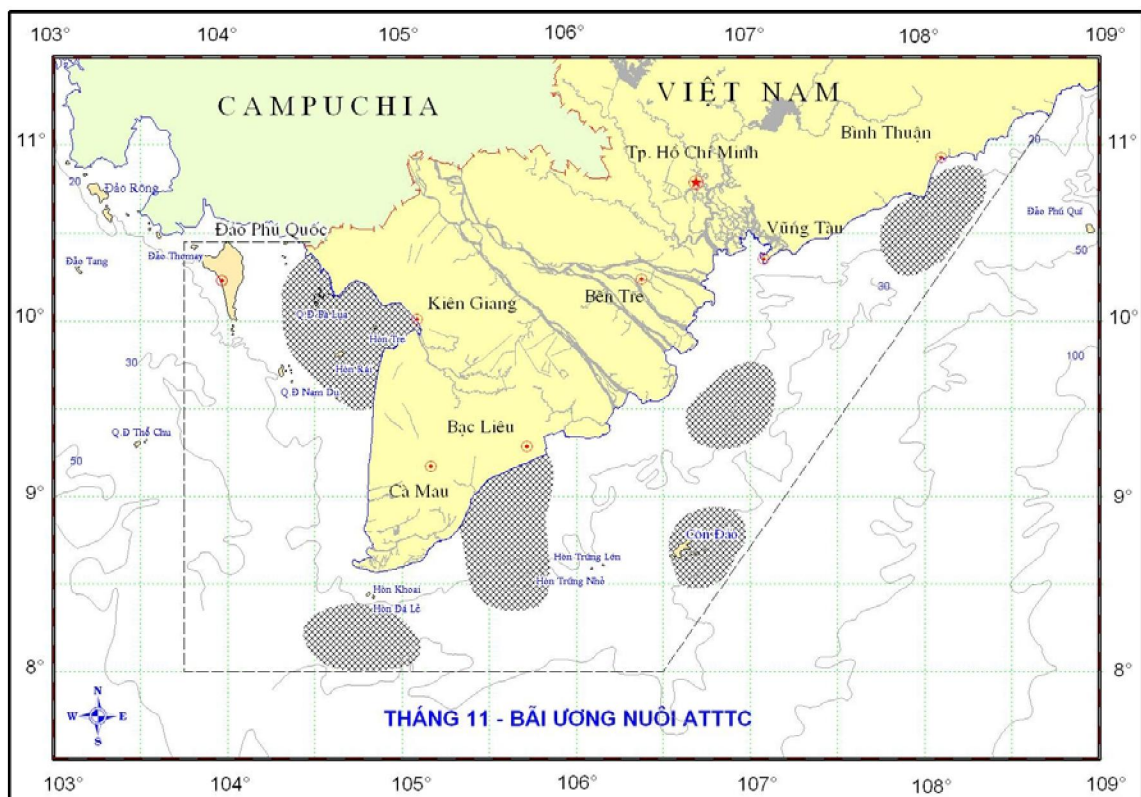 103° 104° 105° 106° 107° 108° 109°
CAMPUCHIA
VIỆT NAM
Bình Thuận
11° 11°
20
Tp. Hồ Chí Minh
20
Đảo Rông
Đảo Phú Quí
Đảo Phú Quốc
Vũng Tàu
50
Đảo Thơmay
Đảo Tang
30
Bến Tre
Kiên Giang
Q.Đ Bà Lụa
10° 10°
Hòn Tre
30
100
Q.Đ Nam Du
Bạc Liêu
Q.Đ Thổ Chu
50
9° 9°
Cà Mau
Côn Đảo
Hòn Trứng Lớn
Hòn Trứng Nhỏ
Hòn Khoai
Hòn Đá Lẻ
8° 8°
N
W E
S
THÁNG 11 - BÃI ƯƠNG NUÔI ATTTC
103° 104° 105° 106° 107° 108° 109°